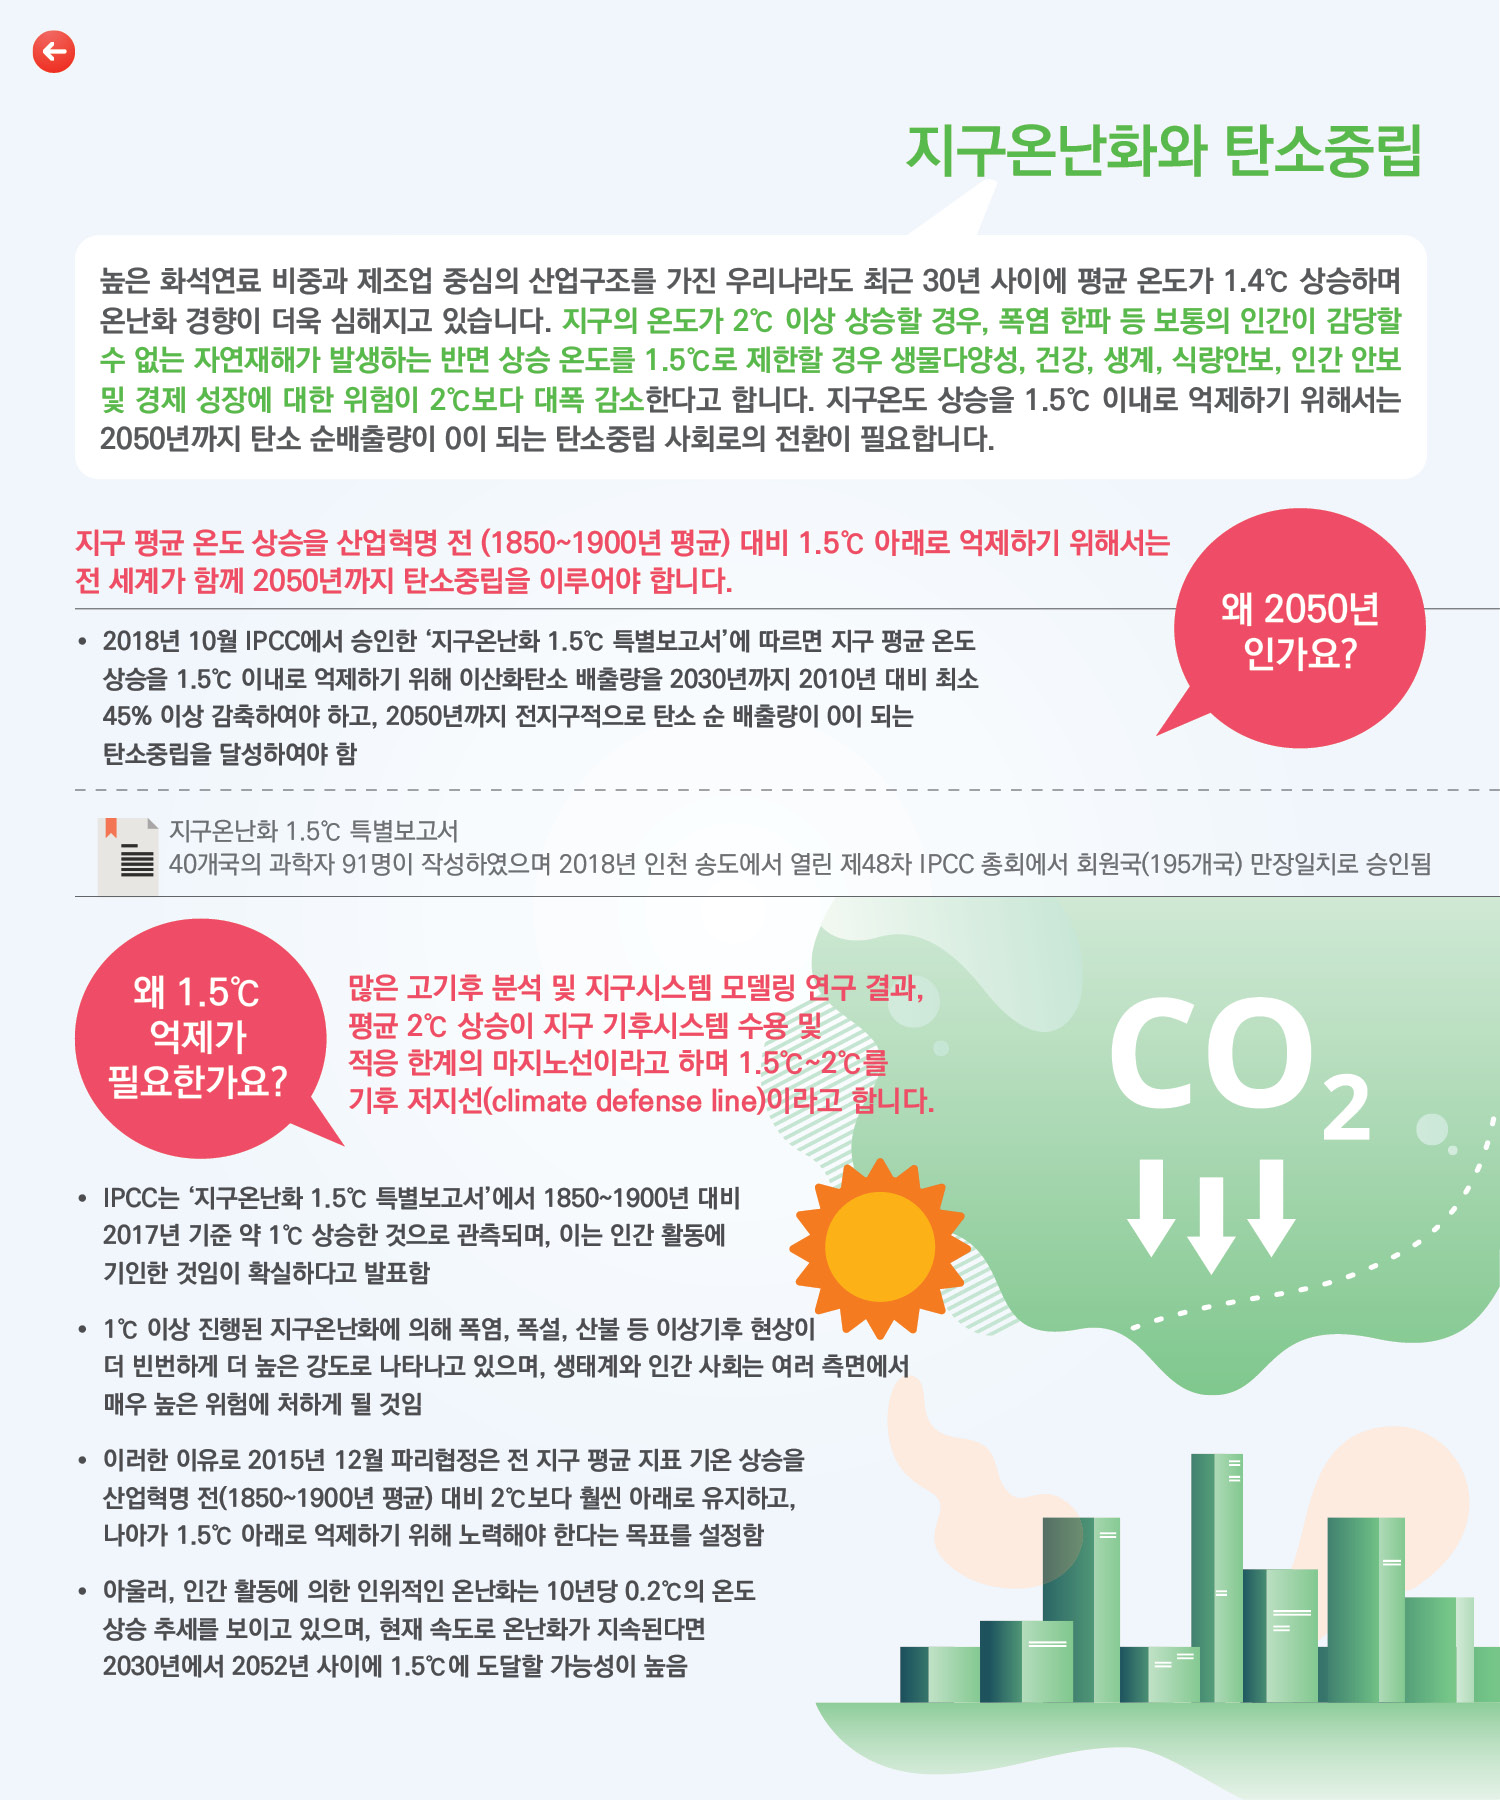 지구온난화와 탄소중립
높은 화석연료 비중과 제조업 중심의 산업구조를 가진 우리나라도 최근 30년 사이에 평균 온도가 1.4℃ 상승하며
온난화 경향이 더욱 심해지고 있습니다. 지구의 온도가 2℃ 이상 상승할 경우, 폭염 한파 등 보통의 인간이 감당할
수 없는 자연재해가 발생하는 반면 상승 온도를 1.5℃로 제한할 경우 생물다양성, 건강, 생계, 식량안보, 인간 안보
및 경제 성장에 대한 위험이 2℃보다 대폭 감소한다고 합니다. 지구온도 상승을 1.5℃ 이내로 억제하기 위해서는
2050년까지 탄소 순배출량이 0이 되는 탄소중립 사회로의 전환이 필요합니다.
지구 평균 온도 상승을 산업혁명 전 (1850~1900년 평균) 대비 1.5℃ 아래로 억제하기 위해서는
전 세계가 함께 2050년까지 탄소중립을 이루어야 합니다.
왜 2050년
인가요?
• 2018년 10월 IPCC에서 승인한 ‘지구온난화 1.5℃ 특별보고서’에 따르면 지구 평균 온도
상승을 1.5℃ 이내로 억제하기 위해 이산화탄소 배출량을 2030년까지 2010년 대비 최소
45% 이상 감축하여야 하고, 2050년까지 전지구적으로 탄소 순 배출량이 0이 되는
탄소중립을 달성하여야 함
지구온난화 1.5℃ 특별보고서
40개국의 과학자 91명이 작성하였으며 2018년 인천 송도에서 열린 제48차 IPCC 총회에서 회원국(195개국) 만장일치로 승인됨
왜 1.5℃
억제가
필요한가요?
많은 고기후 분석 및 지구시스템 모델링 연구 결과,
평균 2℃ 상승이 지구 기후시스템 수용 및
적응 한계의 마지노선이라고 하며 1.5℃~2℃를
기후 저지선(climate defense line)이라고 합니다.
CO₂
• IPCC는 ‘지구온난화 1.5℃ 특별보고서’에서 1850~1900년 대비
2017년 기준 약 1℃ 상승한 것으로 관측되며, 이는 인간 활동에
기인한 것임이 확실하다고 발표함
• 1℃ 이상 진행된 지구온난화에 의해 폭염, 폭설, 산불 등 이상기후 현상이
더 빈번하게 더 높은 강도로 나타나고 있으며, 생태계와 인간 사회는 여러 측면에서
매우 높은 위험에 처하게 될 것임
• 이러한 이유로 2015년 12월 파리협정은 전 지구 평균 지표 기온 상승을
산업혁명 전(1850~1900년 평균) 대비 2℃보다 훨씬 아래로 유지하고,
나아가 1.5℃ 아래로 억제하기 위해 노력해야 한다는 목표를 설정함
• 아울러, 인간 활동에 의한 인위적인 온난화는 10년당 0.2℃의 온도
상승 추세를 보이고 있으며, 현재 속도로 온난화가 지속된다면
2030년에서 2052년 사이에 1.5℃에 도달할 가능성이 높음